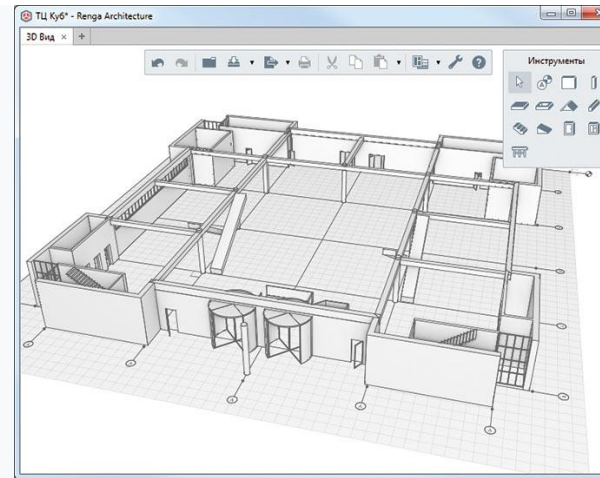 ТЦ Куб* - Renga Architecture
3D Вид × +
Инструменты